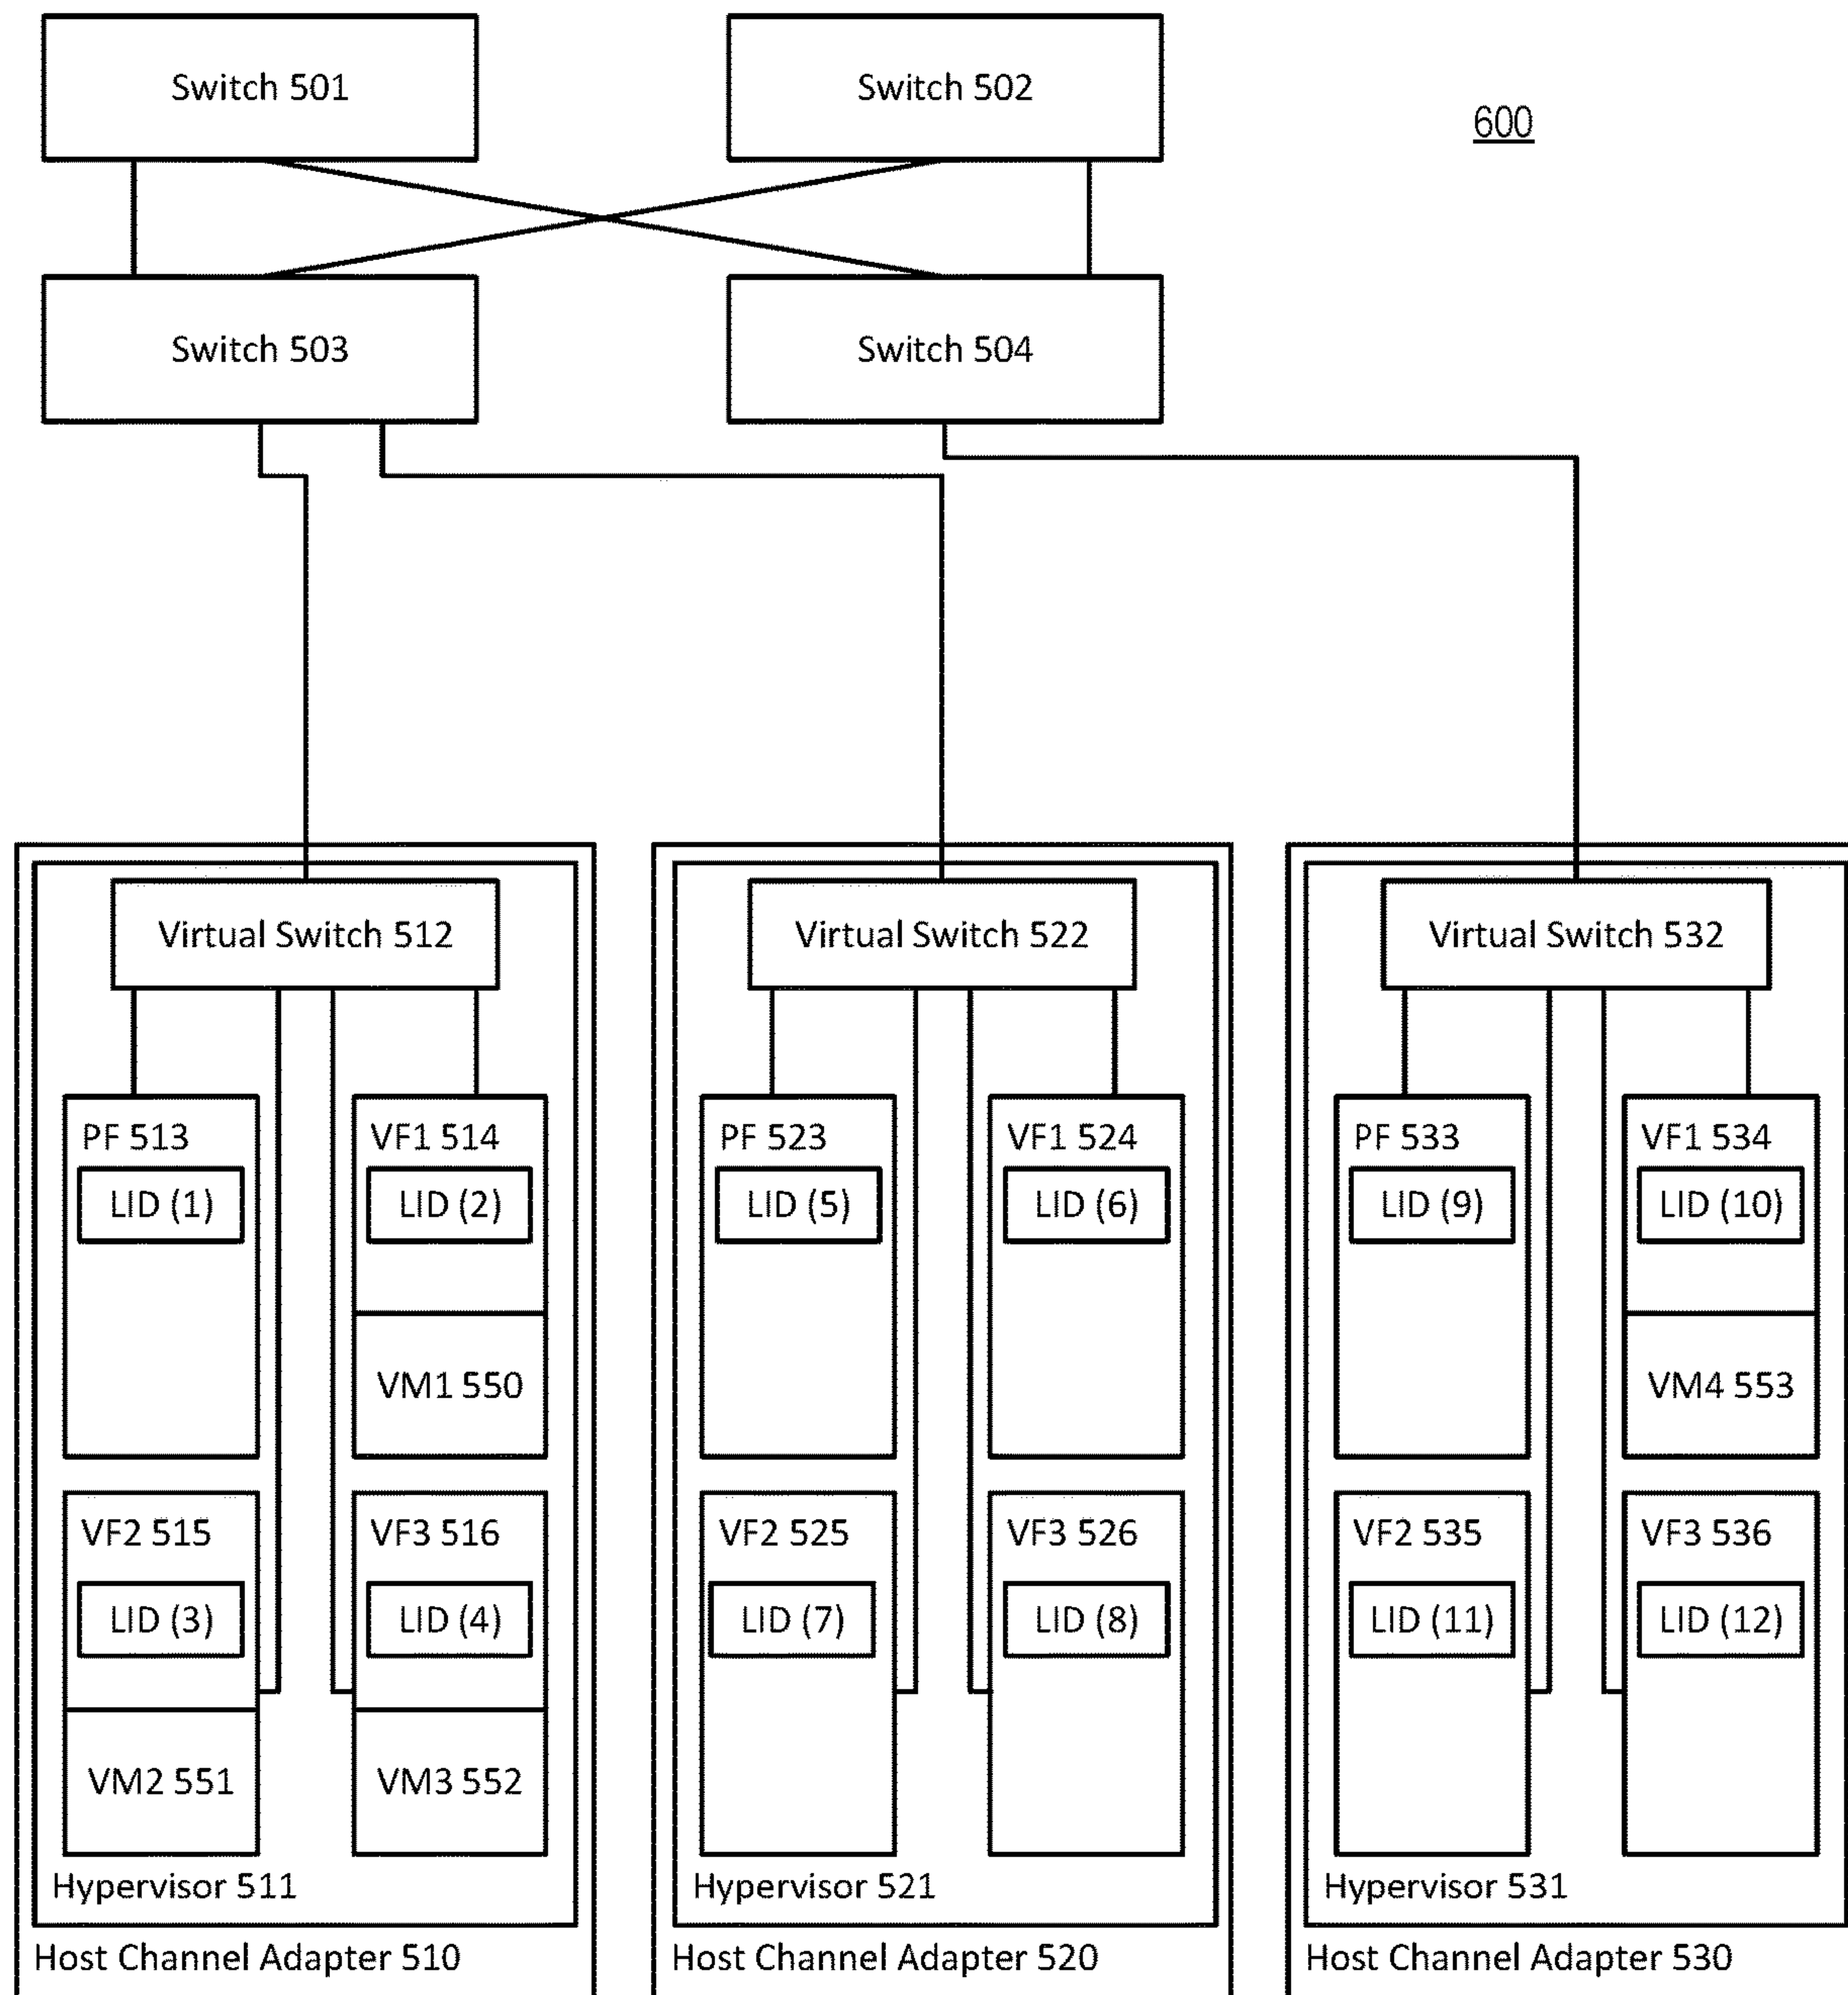 Switch 501
Switch 502
600
Switch 503
Switch 504
Virtual Switch 512
Virtual Switch 522
Virtual Switch 532
PF 513
LID (1)
VF1 514
LID (2)
VM1 550
PF 523
LID (5)
VF1 524
LID (6)
PF 533
LID (9)
VF1 534
LID (10)
VM4 553
VF2 515
LID (3)
VM2 551
VF3 516
LID (4)
VM3 552
VF2 525
LID (7)
VF3 526
LID (8)
VF2 535
LID (11)
VF3 536
LID (12)
Hypervisor 511
Hypervisor 521
Hypervisor 531
Host Channel Adapter 510
Host Channel Adapter 520
Host Channel Adapter 530